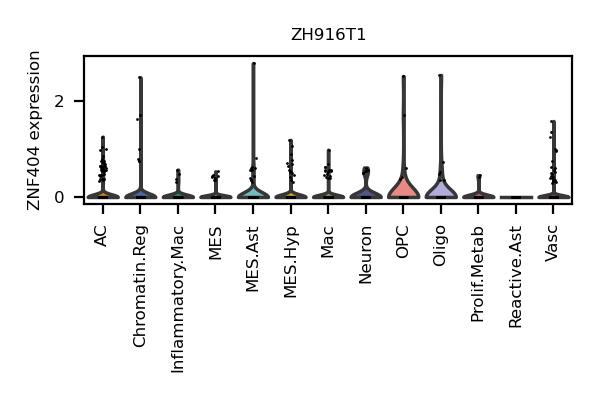 ZH916T1
ZNF404 expression
2
0
AC
Chromatin.Reg
Inflammatory.Mac
MES
MES.Ast
MES.Hyp
Mac
Neuron
OPC
Oligo
Prolif.Metab
Reactive.Ast
Vasc